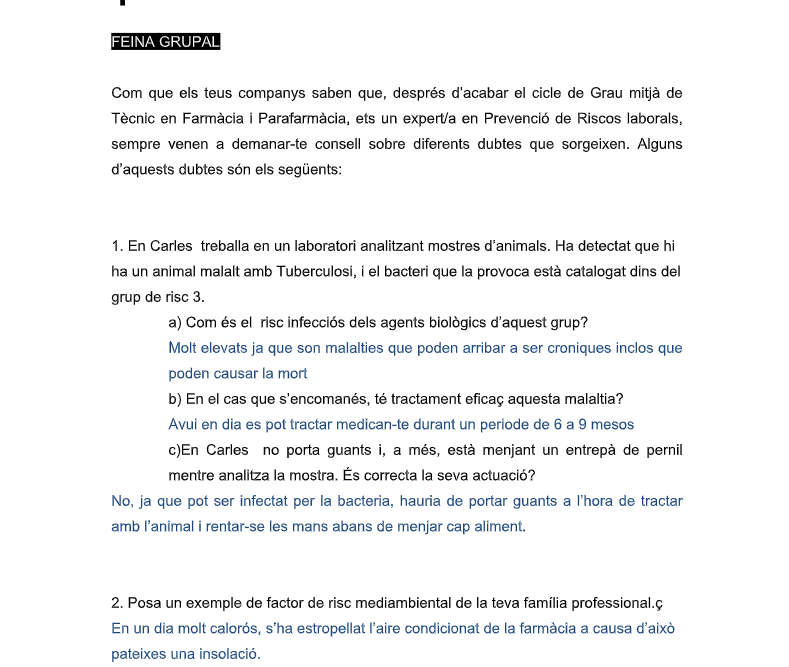 FEINA GRUPAL
Com que els teus companys saben que, després d'acabar el cicle de Grau mitjà de
Tècnic en Farmàcia i Parafarmàcia, ets un expert/a en Prevenció de Riscos laborals,
sempre venen a demanar-te consell sobre diferents dubtes que sorgeixen. Alguns
d'aquests dubtes són els següents:
1. En Carles treballa en un laboratori analitzant mostres d'animals. Ha detectat que hi
ha un animal malalt amb Tuberculosi, i el bacteri que la provoca està catalogat dins del
grup de risc 3.
a) Com és el risc infecciós dels agents biològics d'aquest grup?
Molt elevats ja que son malalties que poden arribar a ser croniques inclos que
poden causar la mort
b) En el cas que s'encomanés, té tractament eficaç aquesta malaltia?
Avui en dia es pot tractar medican-te durant un periode de 6 a 9 mesos
c)En Carles no porta guants i, a més, està menjant un entrepà de pernil
mentre analitza la mostra. És correcta la seva actuació?
No, ja que pot ser infectat per la bacteria, hauria de portar guants a l'hora de tractar
amb l'animal i rentar-se les mans abans de menjar cap aliment.
2. Posa un exemple de factor de risc mediambiental de la teva família professional.ç
En un dia molt calorós, s'ha estropellat l'aire condicionat de la farmàcia a causa d'això
pateixes una insolació.